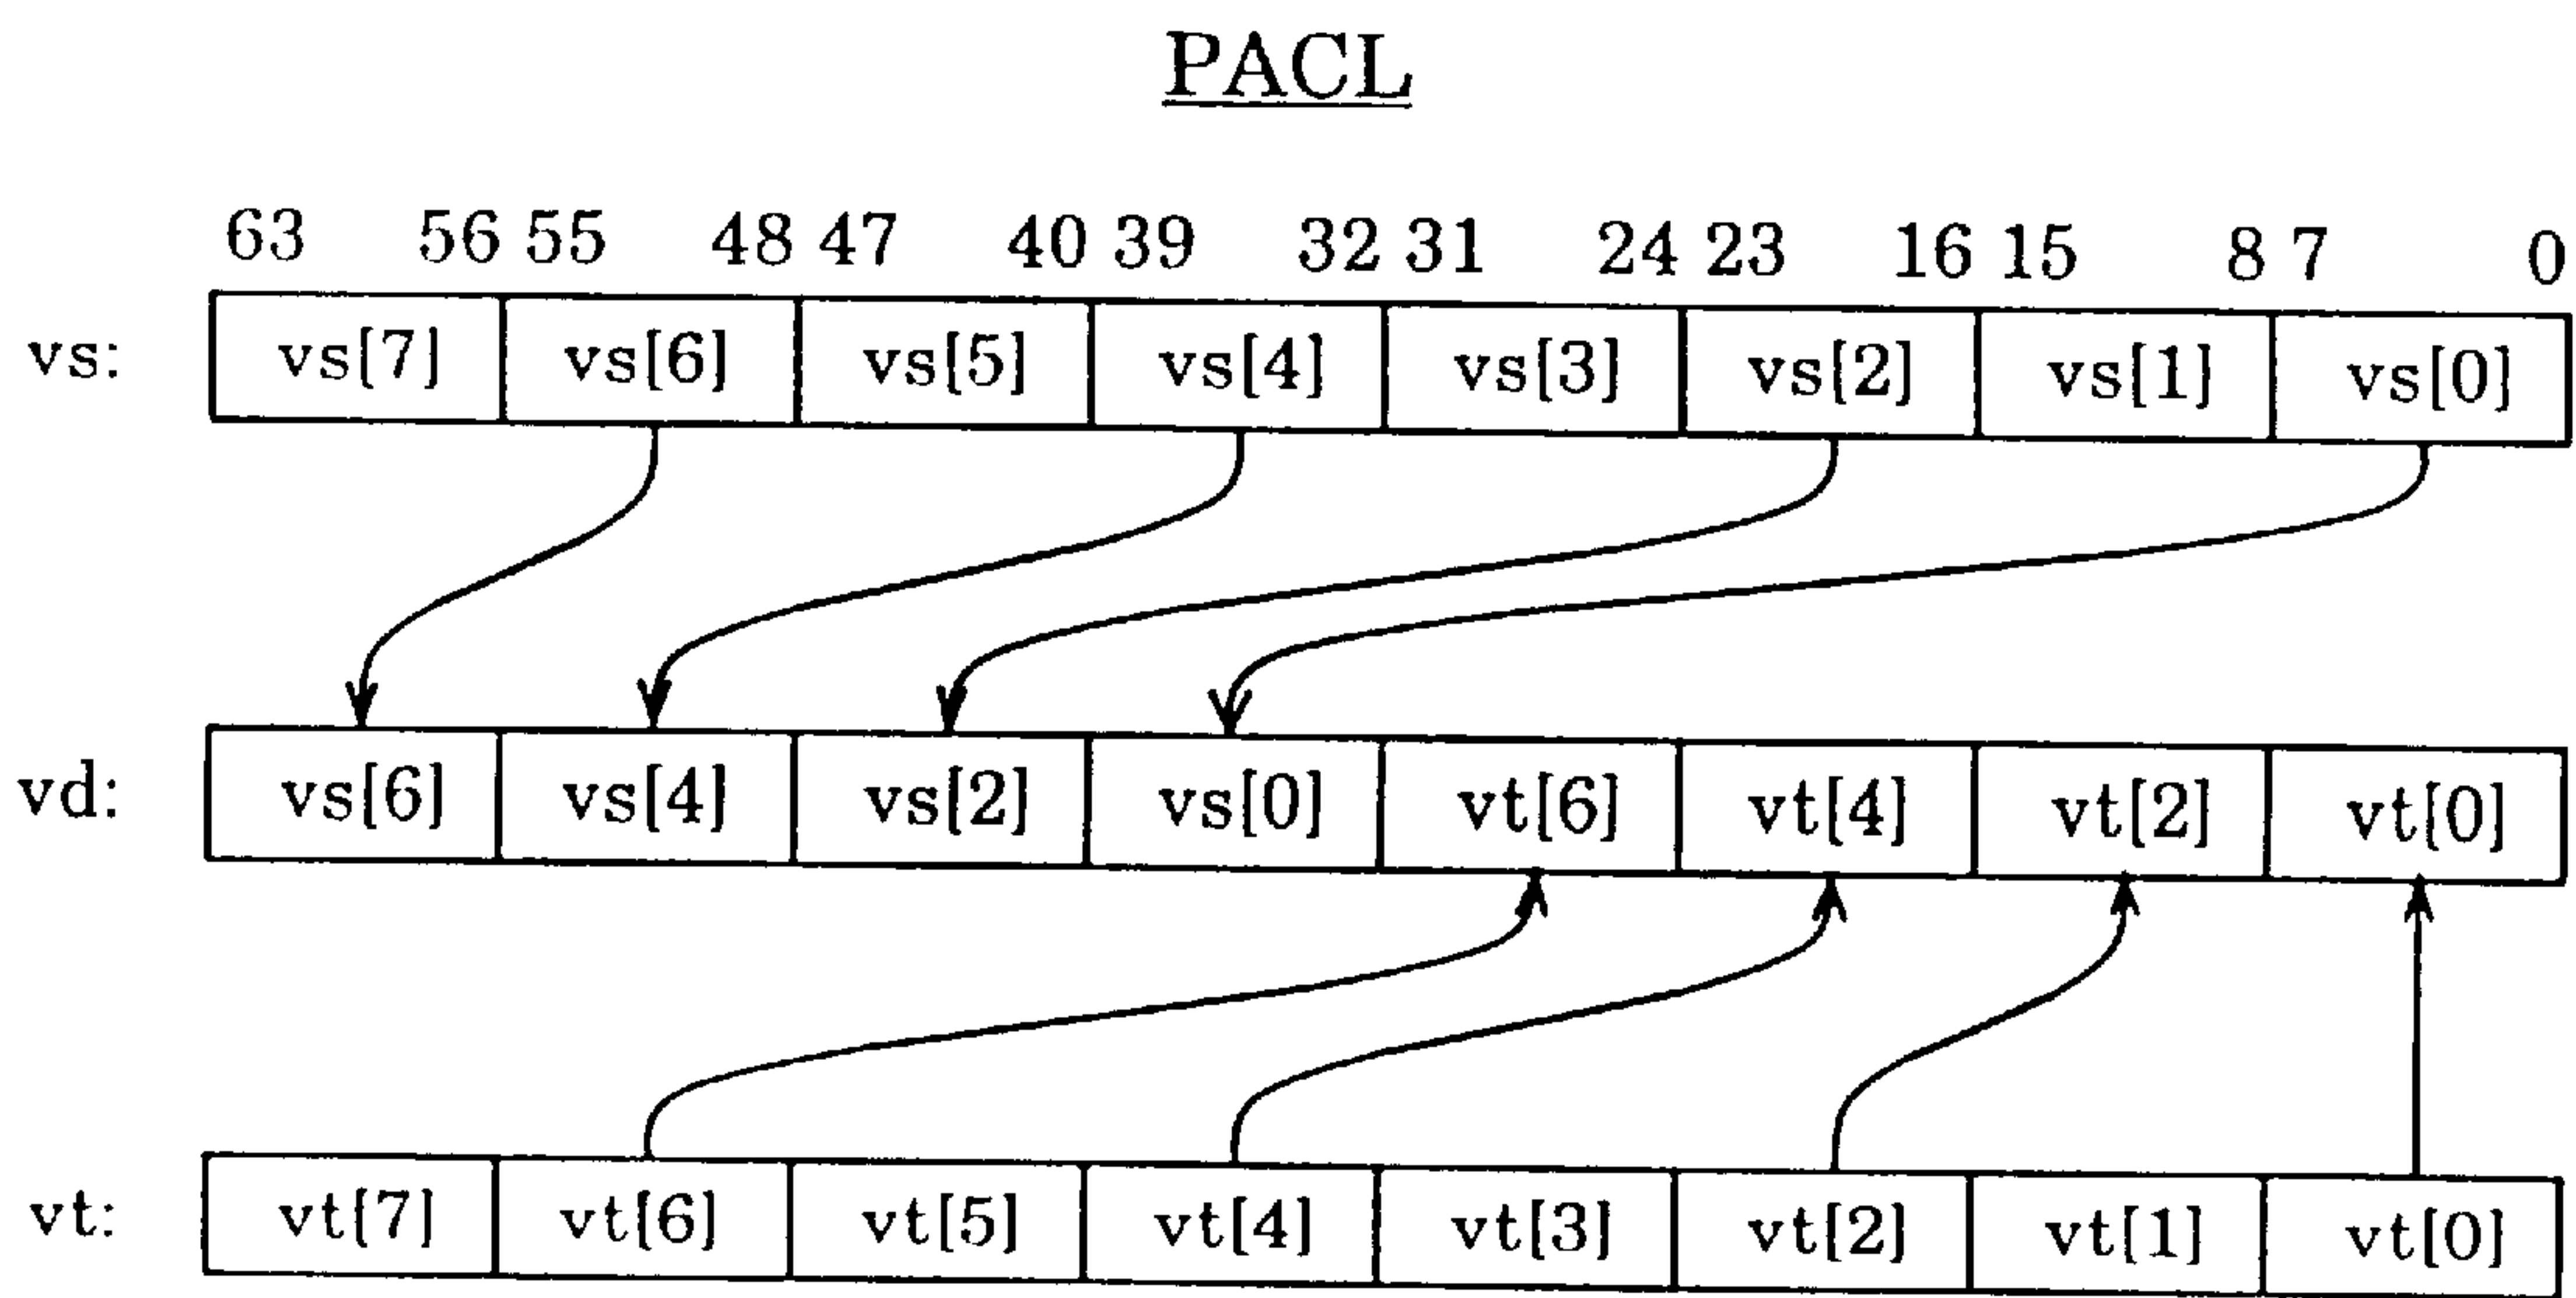 PACL
63 56 55 48 47 40 39 32 31 24 23 16 15 8 7 0
vs: vs[7] vs[6] vs[5] vs[4] vs[3] vs[2] vs[1] vs[0]
vd: vs[6] vs[4] vs[2] vs[0] vt[6] vt[4] vt[2] vt[0]
vt: vt[7] vt[6] vt[5] vt[4] vt[3] vt[2] vt[1] vt[0]